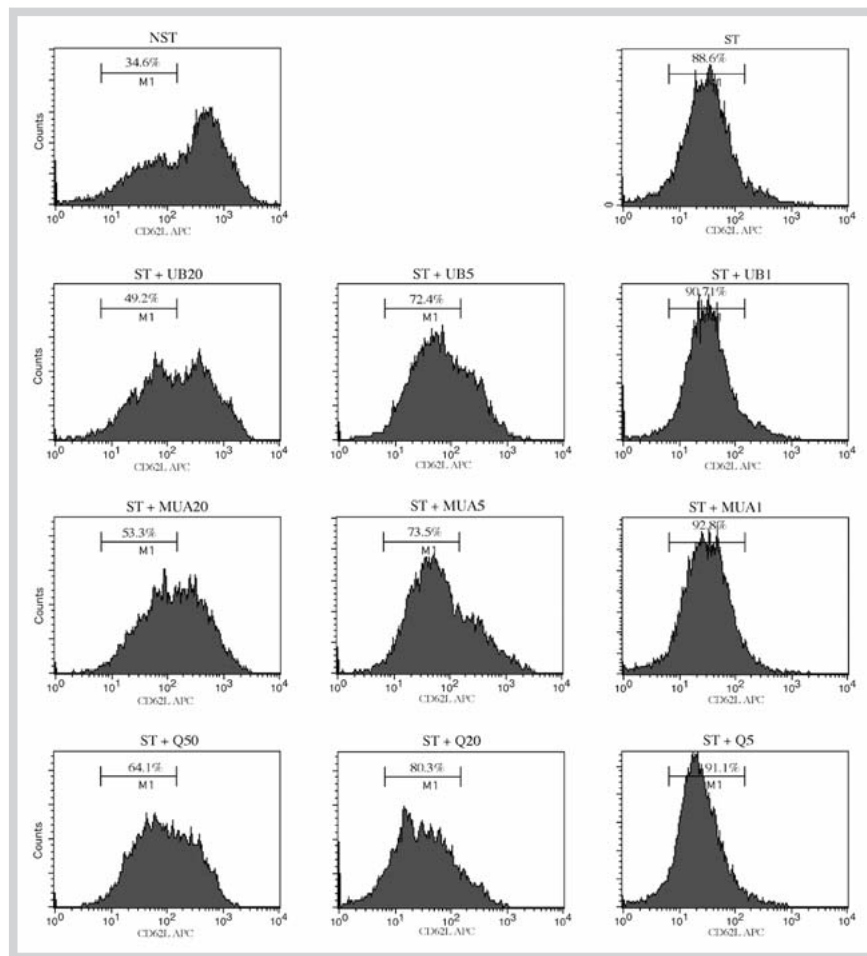 NST
34.6%
M1
Counts
10⁰ 10¹ 10² 10³ 10⁴
CD62L APC
ST
88.6%
0
10⁰ 10¹ 10² 10³ 10⁴
CD62L APC
ST + UB20
49.2%
M1
Counts
10⁰ 10¹ 10² 10³ 10⁴
CD62L APC
ST + UB5
72.4%
M1
10⁰ 10¹ 10² 10³ 10⁴
CD62L APC
ST + UB1
90.71%
10⁰ 10¹ 10² 10³ 10⁴
CD62L APC
ST + MUA20
53.3%
M1
Counts
10⁰ 10¹ 10² 10³ 10⁴
CD62L APC
ST + MUA5
73.5%
M1
10⁰ 10¹ 10² 10³ 10⁴
CD62L APC
ST + MUA1
92.8%
10⁰ 10¹ 10² 10³ 10⁴
CD62L APC
ST + Q50
64.1%
M1
Counts
10⁰ 10¹ 10² 10³ 10⁴
CD62L APC
ST + Q20
80.3%
M1
10⁰ 10¹ 10² 10³ 10⁴
CD62L APC
ST + Q5
91.1%
M1
10⁰ 10¹ 10² 10³ 10⁴
CD62L APC